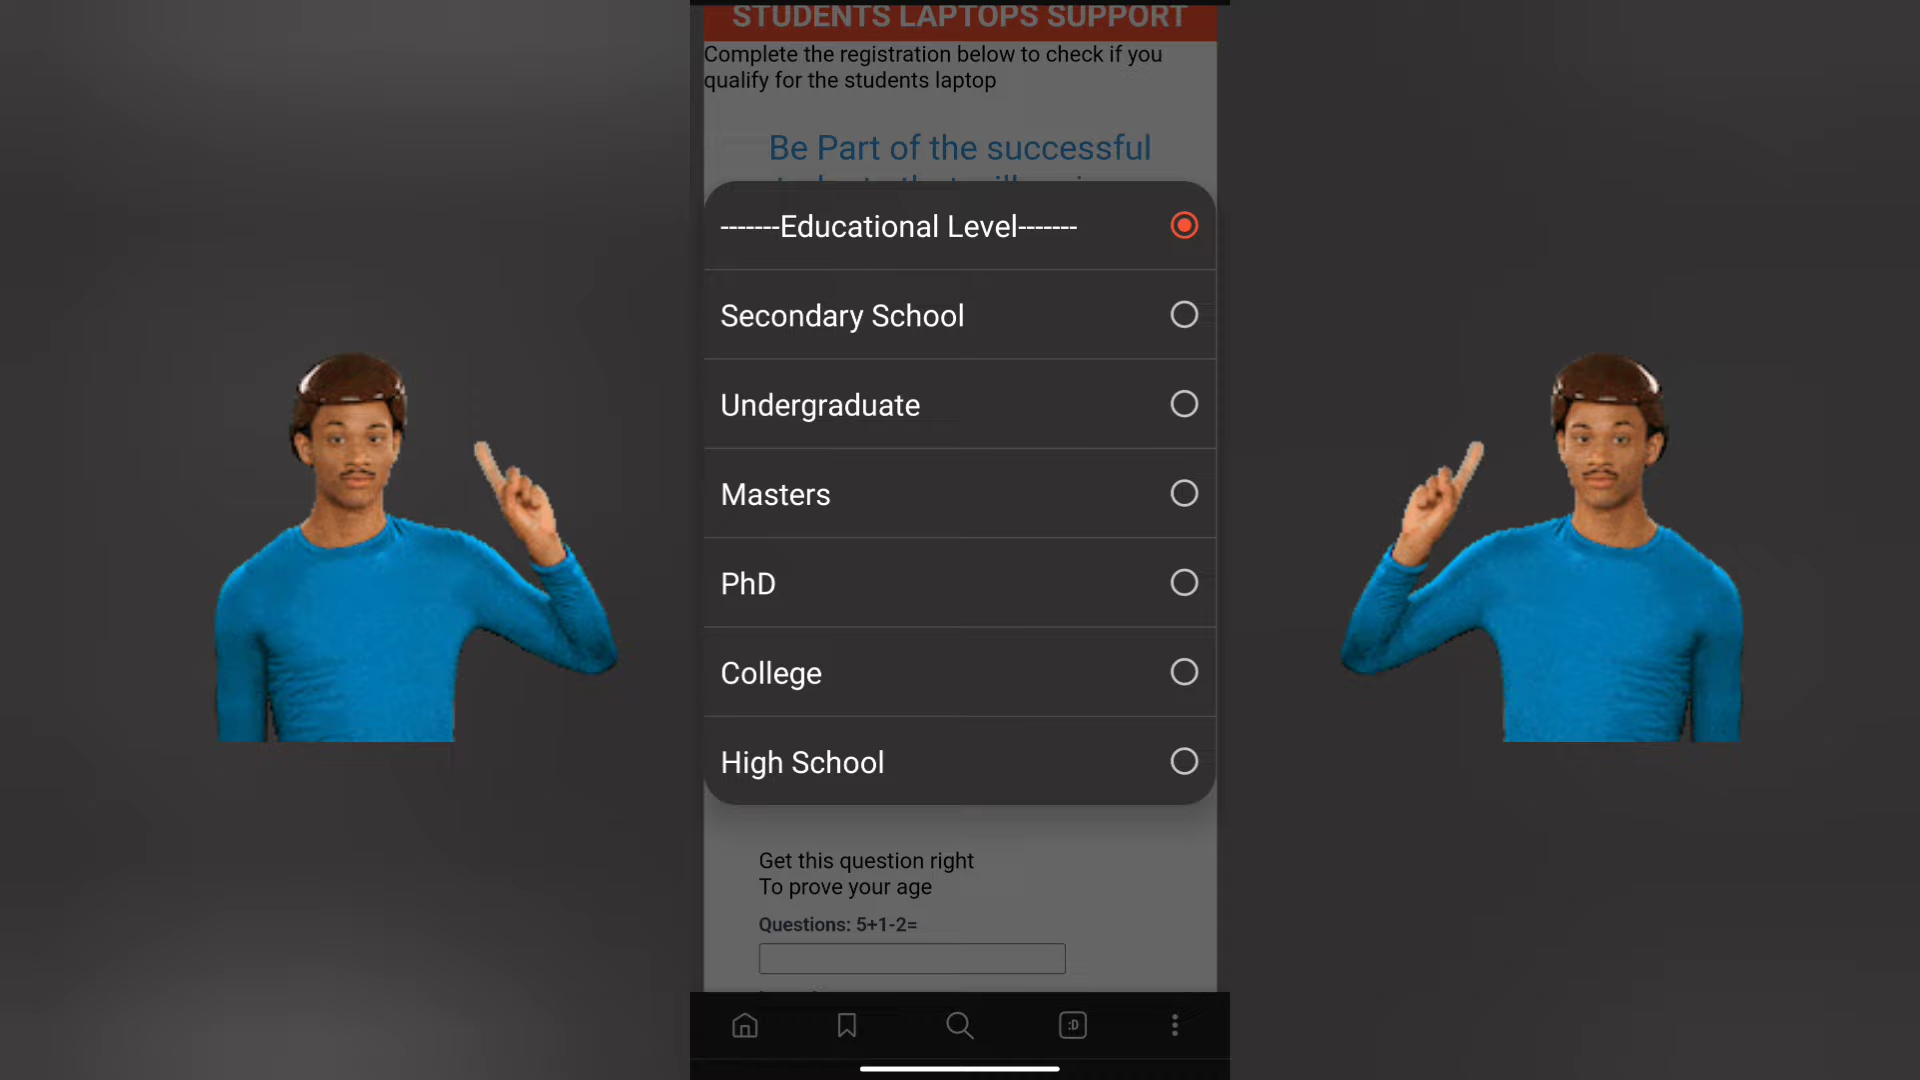 STUDENTS LAPTOPS SUPPORT
Complete the registration below to check if you
qualify for the students laptop
Be Part of the successful
-------Educational Level-------
Secondary School
Undergraduate
Masters
PhD
College
High School
Get this question right
To prove your age
Questions: 5+1-2=
:D